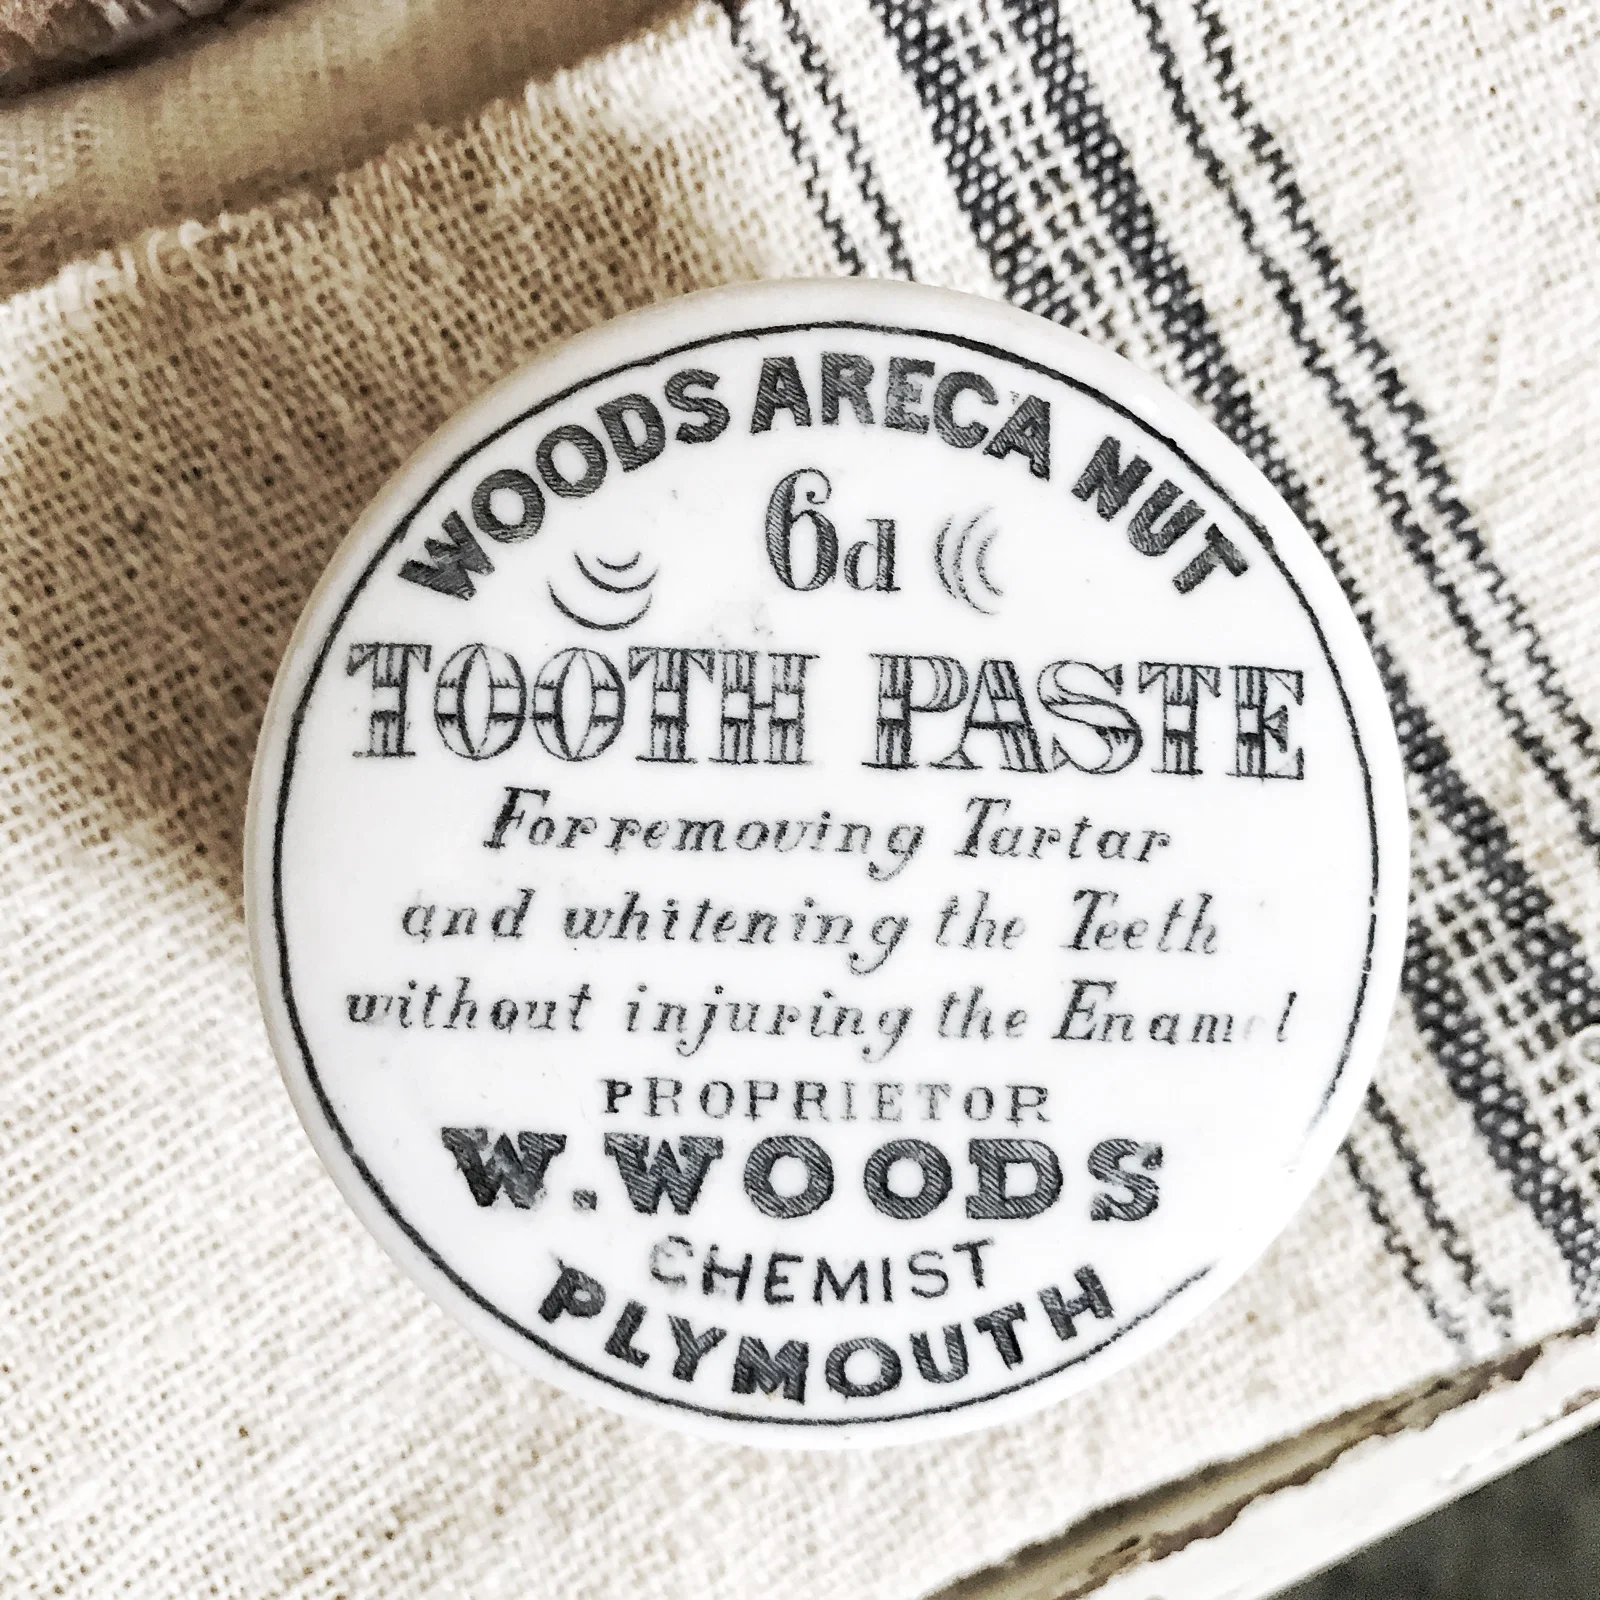 WOODS ARECA NUT
6d
TOOTH PASTE
For removing Tartar
and whitening the Teeth
without injuring the Enamel
PROPRIETOR
W. WOODS
CHEMIST
PLYMOUTH